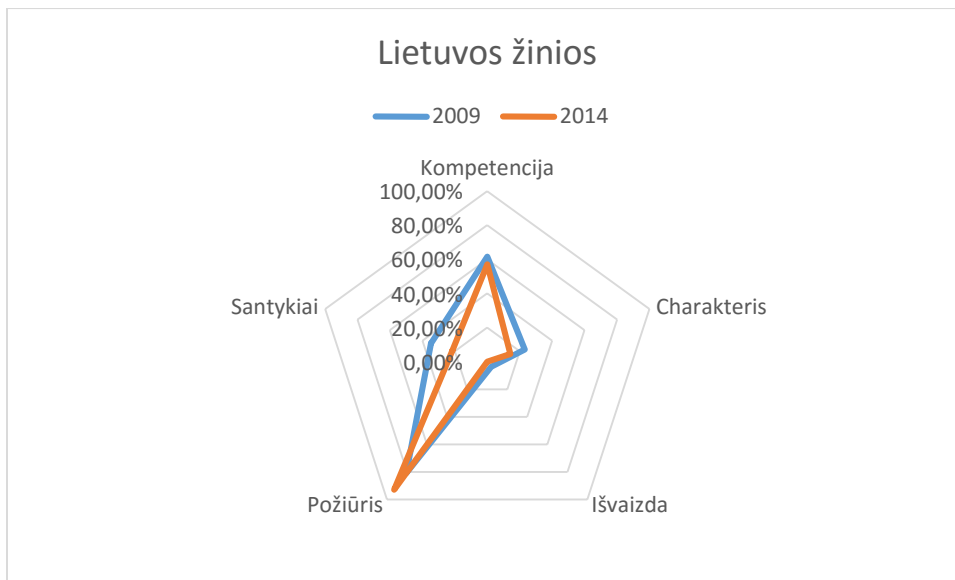 Lietuvos žinios
2009 2014
Kompetencija
100,00%
80,00%
60,00%
40,00%
20,00%
0,00%
Santykiai
Charakteris
Požiūris
Išvaizda